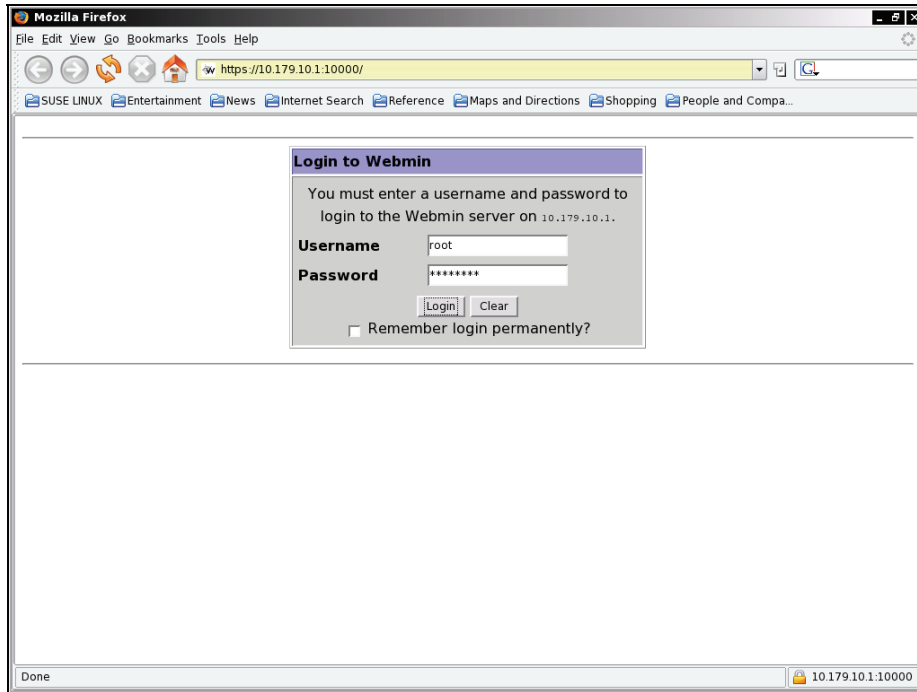 Mozilla Firefox
File Edit View Go Bookmarks Tools Help
https://10.179.10.1:10000/
SUSE LINUX Entertainment News Internet Search Reference Maps and Directions Shopping People and Compa...
Login to Webmin
You must enter a username and password to
login to the Webmin server on 10.179.10.1.
Username root
Password ********
Login Clear
Remember login permanently?
Done 10.179.10.1:10000